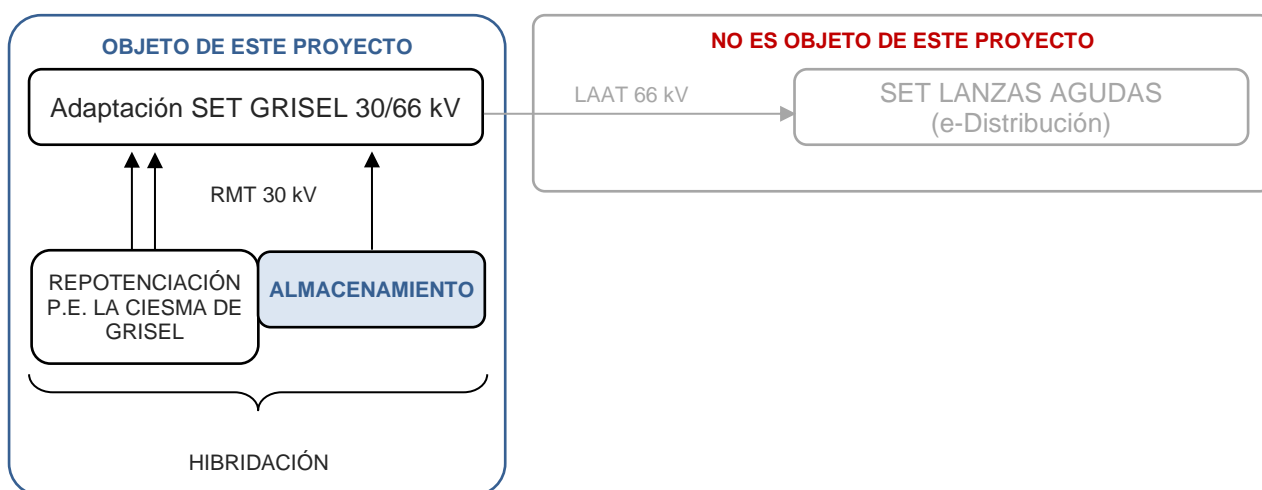 OBJETO DE ESTE PROYECTO
Adaptación SET GRISEL 30/66 kV
RMT 30 kV
REPOTENCIACIÓN
P.E. LA CIESMA DE
GRISEL
ALMACENAMIENTO
HIBRIDACIÓN
NO ES OBJETO DE ESTE PROYECTO
LAAT 66 kV
SET LANZAS AGUDAS
(e-Distribución)